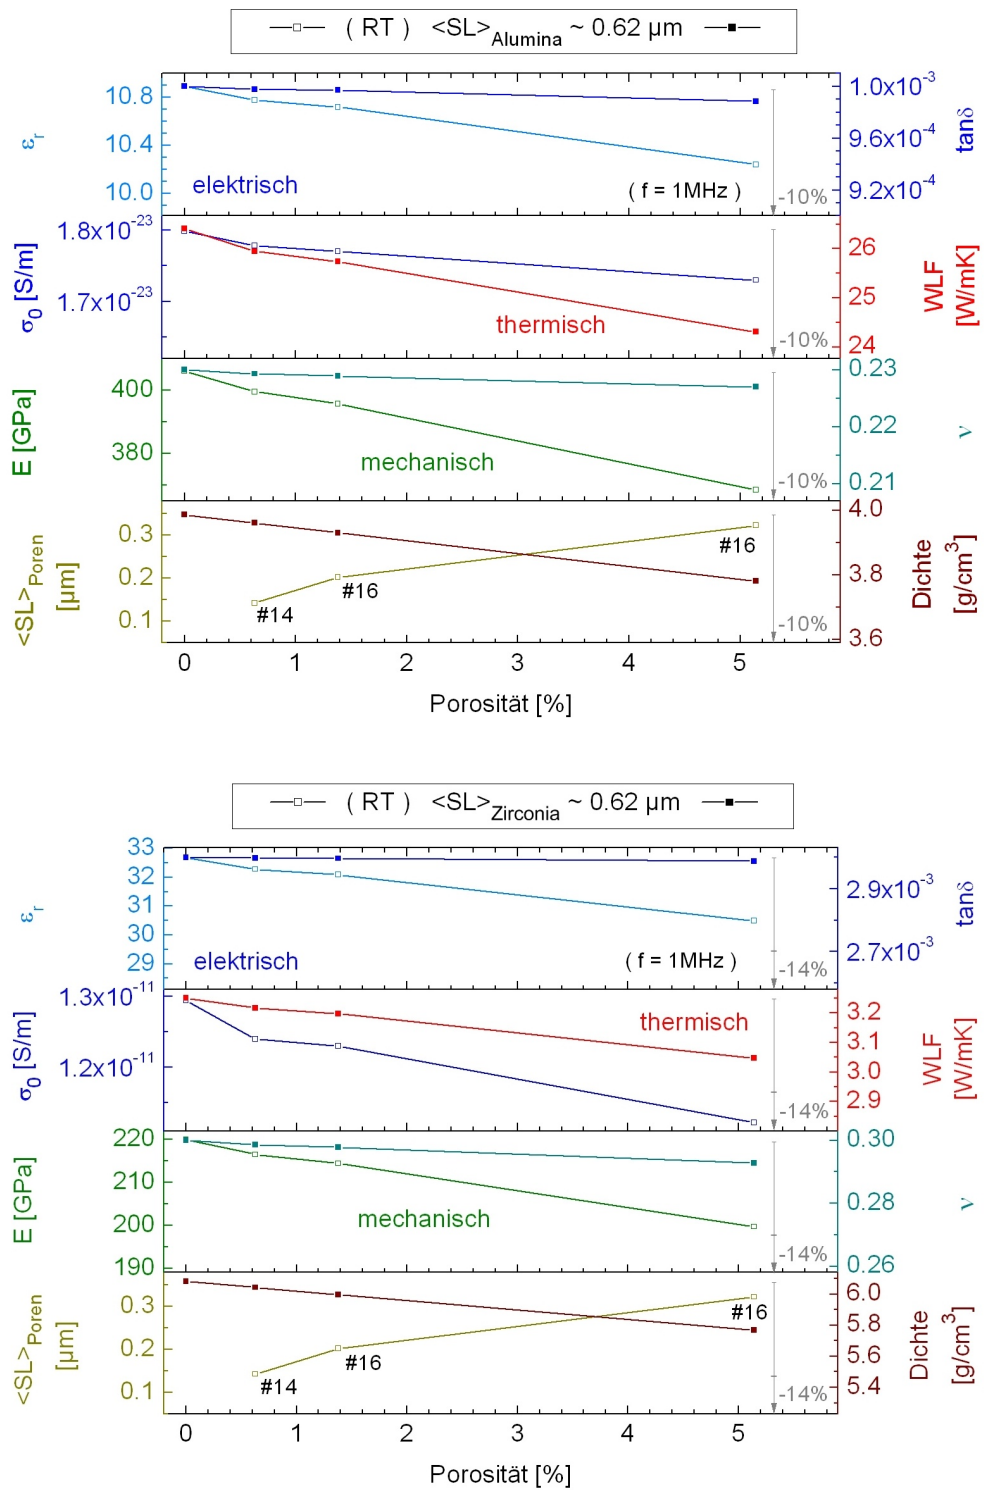 ( RT ) <SL>Alumina ~ 0.62 µm
10.8
10.4
10.0
εr
elektrisch
( f = 1MHz )
-10%
1.0x10-3
9.6x10-4
9.2x10-4
tanδ
1.8x10-23
1.7x10-23
σ0 [S/m]
thermisch
-10%
26
25
24
WLF
[W/mK]
400
380
E [GPa]
mechanisch
-10%
0.23
0.22
0.21
ν
0.3
0.2
0.1
<SL>Poren
[µm]
#14
#16
#16
-10%
4.0
3.8
3.6
Dichte
[g/cm3]
0 1 2 3 4 5
Porosität [%]
( RT ) <SL>Zirconia ~ 0.62 µm
33
32
31
30
29
εr
elektrisch
( f = 1MHz )
-14%
2.9x10-3
2.7x10-3
tanδ
1.3x10-11
1.2x10-11
σ0 [S/m]
thermisch
-14%
3.2
3.1
3.0
2.9
WLF
[W/mK]
220
210
200
190
E [GPa]
mechanisch
-14%
0.30
0.28
0.26
ν
0.3
0.2
0.1
<SL>Poren
[µm]
#14
#16
#16
-14%
6.0
5.8
5.6
5.4
Dichte
[g/cm3]
0 1 2 3 4 5
Porosität [%]